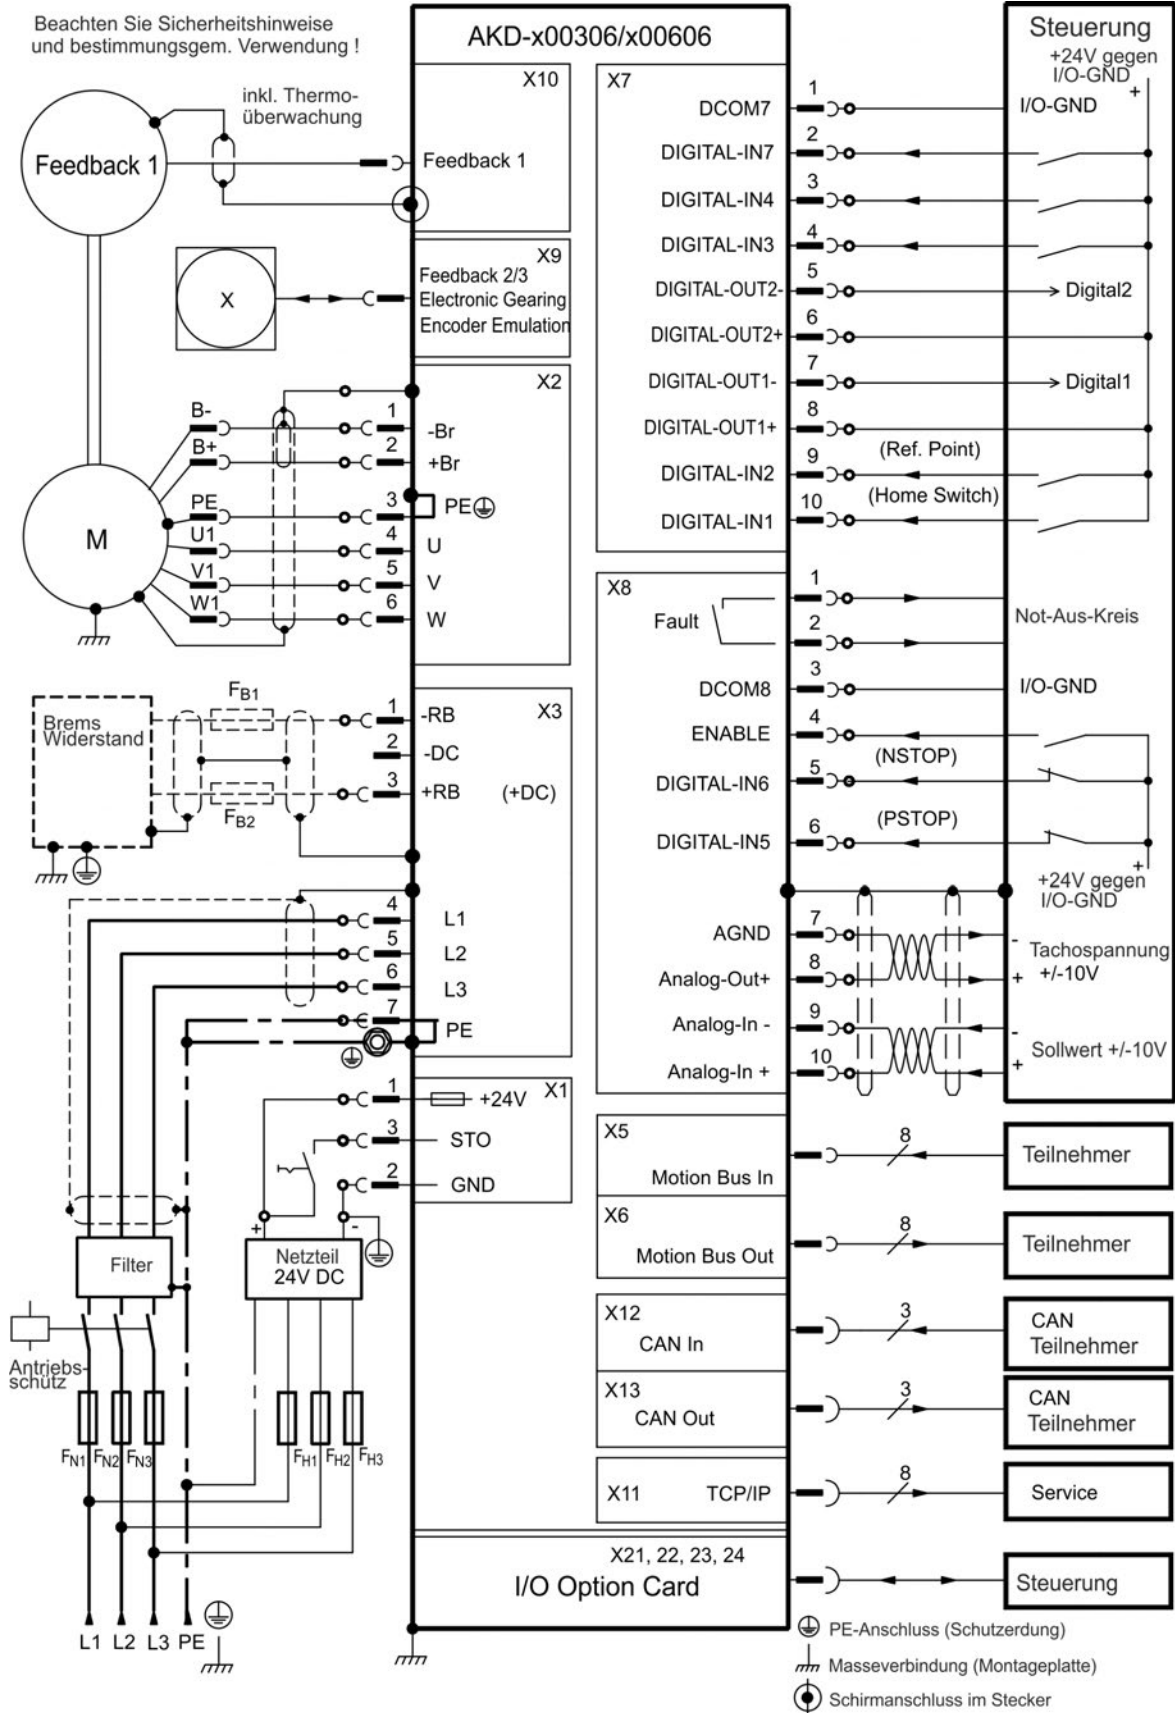 Beachten Sie Sicherheitshinweise
und bestimmungsgem. Verwendung !
AKD-x00306/x00606
Steuerung
+24V gegen
I/O-GND
+
inkl. Thermo-
überwachung
Feedback 1
X10
Feedback 1
X
X9
Feedback 2/3
Electronic Gearing
Encoder Emulation
X2
B-
1
-Br
B+
2
+Br
PE
3
PE
U1
4
U
V1
5
V
W1
6
W
M
Brems
Widerstand
FB1
FB2
X3
1
-RB
2
-DC
3
+RB
(+DC)
4
L1
5
L2
6
L3
7
PE
X1
1
+24V
3
STO
2
GND
+
-
Filter
Netzteil
24V DC
Antriebs-
schütz
FN1
FN2
FN3
FH1
FH2
FH3
L1
L2
L3
PE
X7
DCOM7
1
I/O-GND
DIGITAL-IN7
2
DIGITAL-IN4
3
DIGITAL-IN3
4
DIGITAL-OUT2-
5
Digital2
DIGITAL-OUT2+
6
DIGITAL-OUT1-
7
Digital1
DIGITAL-OUT1+
8
DIGITAL-IN2
9
(Ref. Point)
DIGITAL-IN1
10
(Home Switch)
X8
Fault
1
2
Not-Aus-Kreis
DCOM8
3
I/O-GND
ENABLE
4
DIGITAL-IN6
5
(NSTOP)
DIGITAL-IN5
6
(PSTOP)
+
+24V gegen
I/O-GND
AGND
7
-
Analog-Out+
8
+
Tachospannung
+/-10V
Analog-In -
9
-
Analog-In +
10
+
Sollwert +/-10V
X5
Motion Bus In
8
Teilnehmer
X6
Motion Bus Out
8
Teilnehmer
X12
CAN In
3
CAN
Teilnehmer
X13
CAN Out
3
CAN
Teilnehmer
X11
TCP/IP
8
Service
X21, 22, 23, 24
I/O Option Card
Steuerung
PE-Anschluss (Schutzerdung)
Masseverbindung (Montageplatte)
Schirmanschluss im Stecker